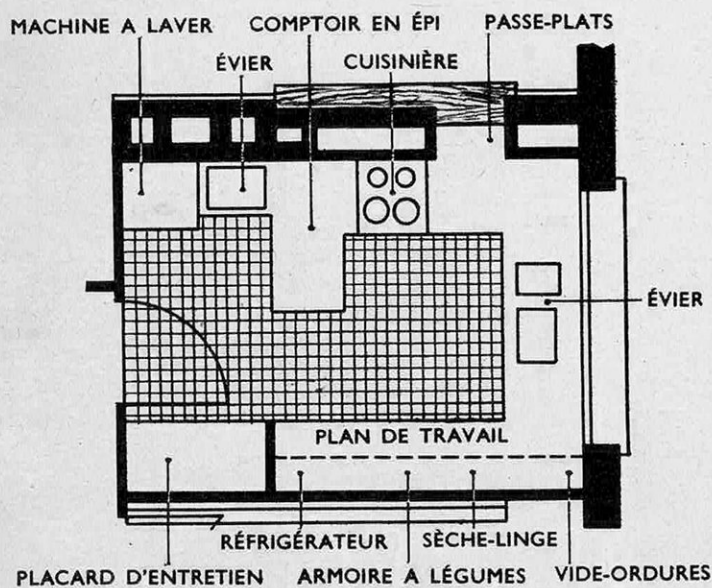 MACHINE A LAVER
COMPTOIR EN ÉPI
PASSE-PLATS
ÉVIER
CUISINIÈRE
ÉVIER
PLAN DE TRAVAIL
RÉFRIGÉRATEUR
SÈCHE-LINGE
PLACARD D'ENTRETIEN
ARMOIRE A LÉGUMES
VIDE-ORDURES